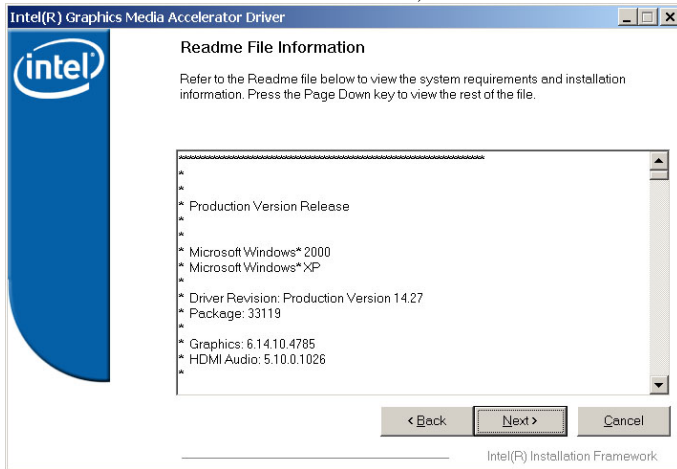 Intel(R) Graphics Media Accelerator Driver
intel
Readme File Information
Refer to the Readme file below to view the system requirements and installation
information. Press the Page Down key to view the rest of the file.
*******************************************************************************
*
*
* Production Version Release
*
*
* Microsoft Windows* 2000
* Microsoft Windows* XP
*
* Driver Revision: Production Version 14.27
* Package: 33119
*
* Graphics: 6.14.10.4785
* HDMI Audio: 5.10.0.1026
*
< Back Next > Cancel
Intel(R) Installation Framework